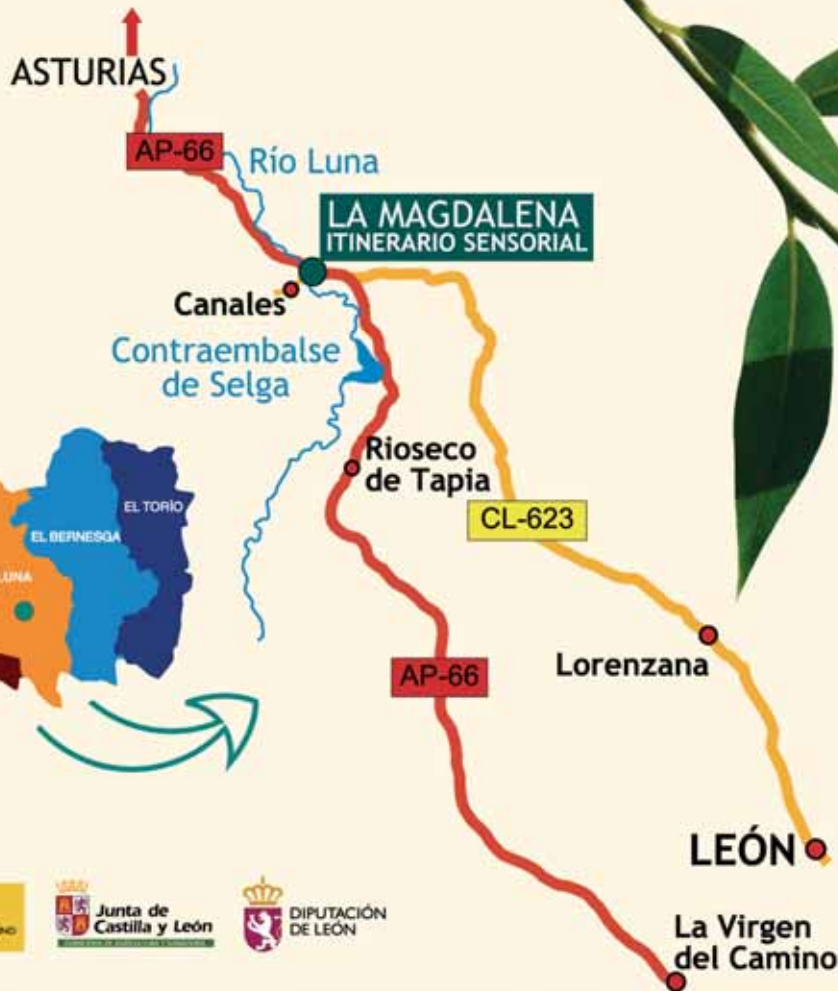 ASTURIAS
AP-66
Río Luna
LA MAGDALENA
ITINERARIO SENSORIAL
Canales
Contraembalse
de Selga
Rioseco
de Tapia
CL-623
EL TORÍO
EL BERNESGA
LUNA
AP-66
Lorenzana
LEÓN
La Virgen
del Camino
Junta de
Castilla y León
DIPUTACIÓN
DE LEÓN